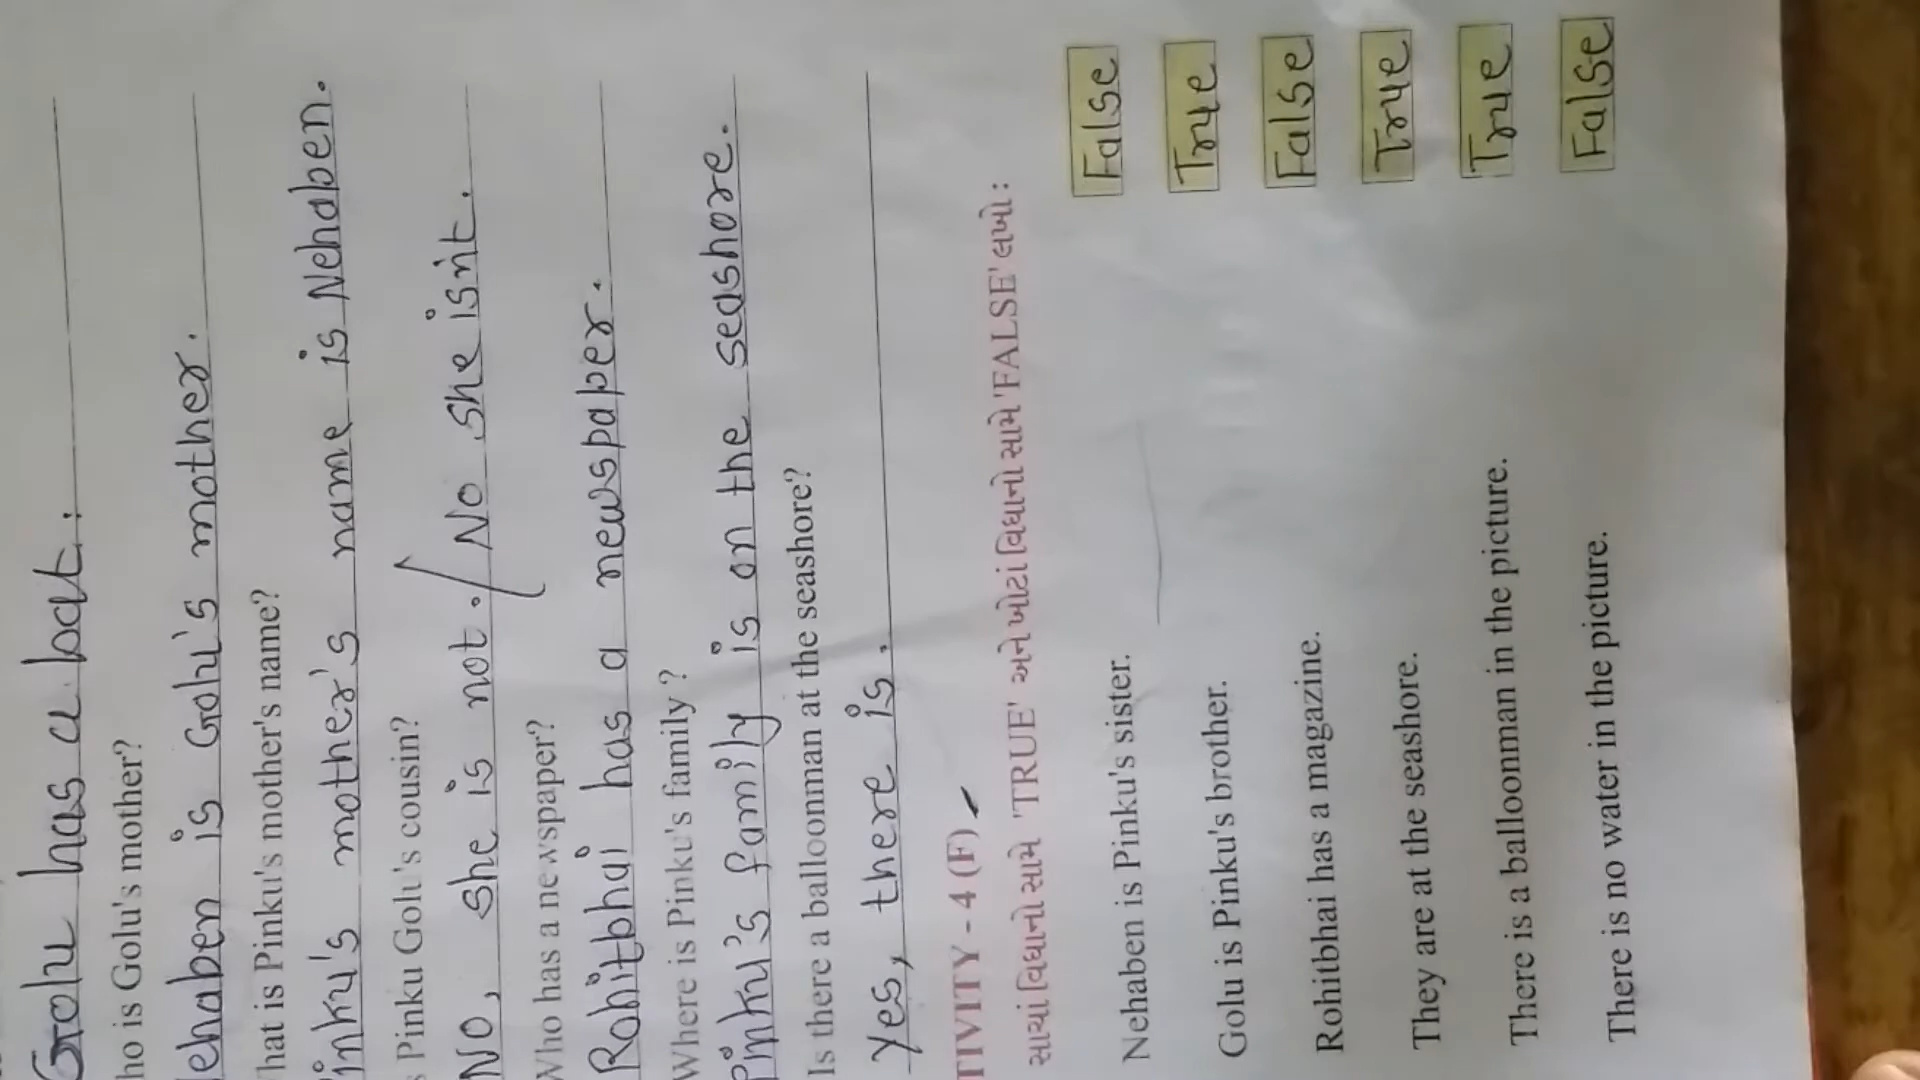 Golu has a bat.
ho is Golu's mother?
ehaben is Golu's mother.
hat is Pinku's mother's name?
inku's mother's name is Nehaben.
s Pinku Golu's cousin?
No, she is not. / No she isn't.
Who has a newspaper?
Rohitbhai has a newspaper.
Where is Pinku's family?
Pinku's family is on the seashore.
Is there a balloonman at the seashore?
Yes, there is.
TIVITY - 4 (F)
સાચાં વિધાનો સામે 'TRUE' અને ખોટાં વિધાનો સામે 'FALSE' લખો :
Nehaben is Pinku's sister. False
Golu is Pinku's brother. True
Rohitbhai has a magazine. False
They are at the seashore. True
There is a balloonman in the picture. True
There is no water in the picture. False